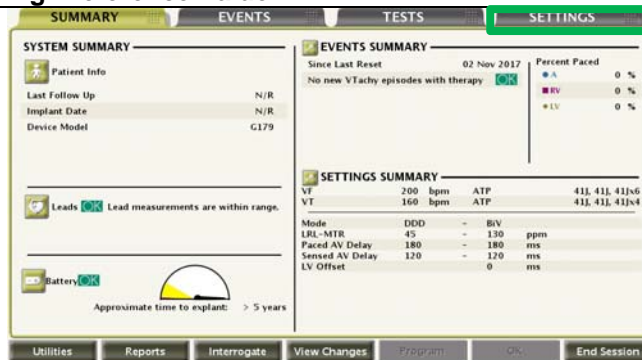 SUMMARY EVENTS TESTS SETTINGS
SYSTEM SUMMARY
Patient Info
Last Follow Up N/R
Implant Date N/R
Device Model G179
Leads OK Lead measurements are within range.
Battery OK
Approximate time to explant: > 5 years
EVENTS SUMMARY
Since Last Reset 02 Nov 2017
No new VTachy episodes with therapy OK
Percent Paced
A 0 %
RV 0 %
LV 0 %
SETTINGS SUMMARY
VF 200 bpm ATP 41J, 41J, 41Jx6
VT 160 bpm ATP 41J, 41J, 41Jx4
Mode DDD - BiV
LRL-MTR 45 - 130 ppm
Paced AV Delay 180 - 180 ms
Sensed AV Delay 120 - 120 ms
LV Offset 0 ms
Utilities Reports Interrogate View Changes Program End Session